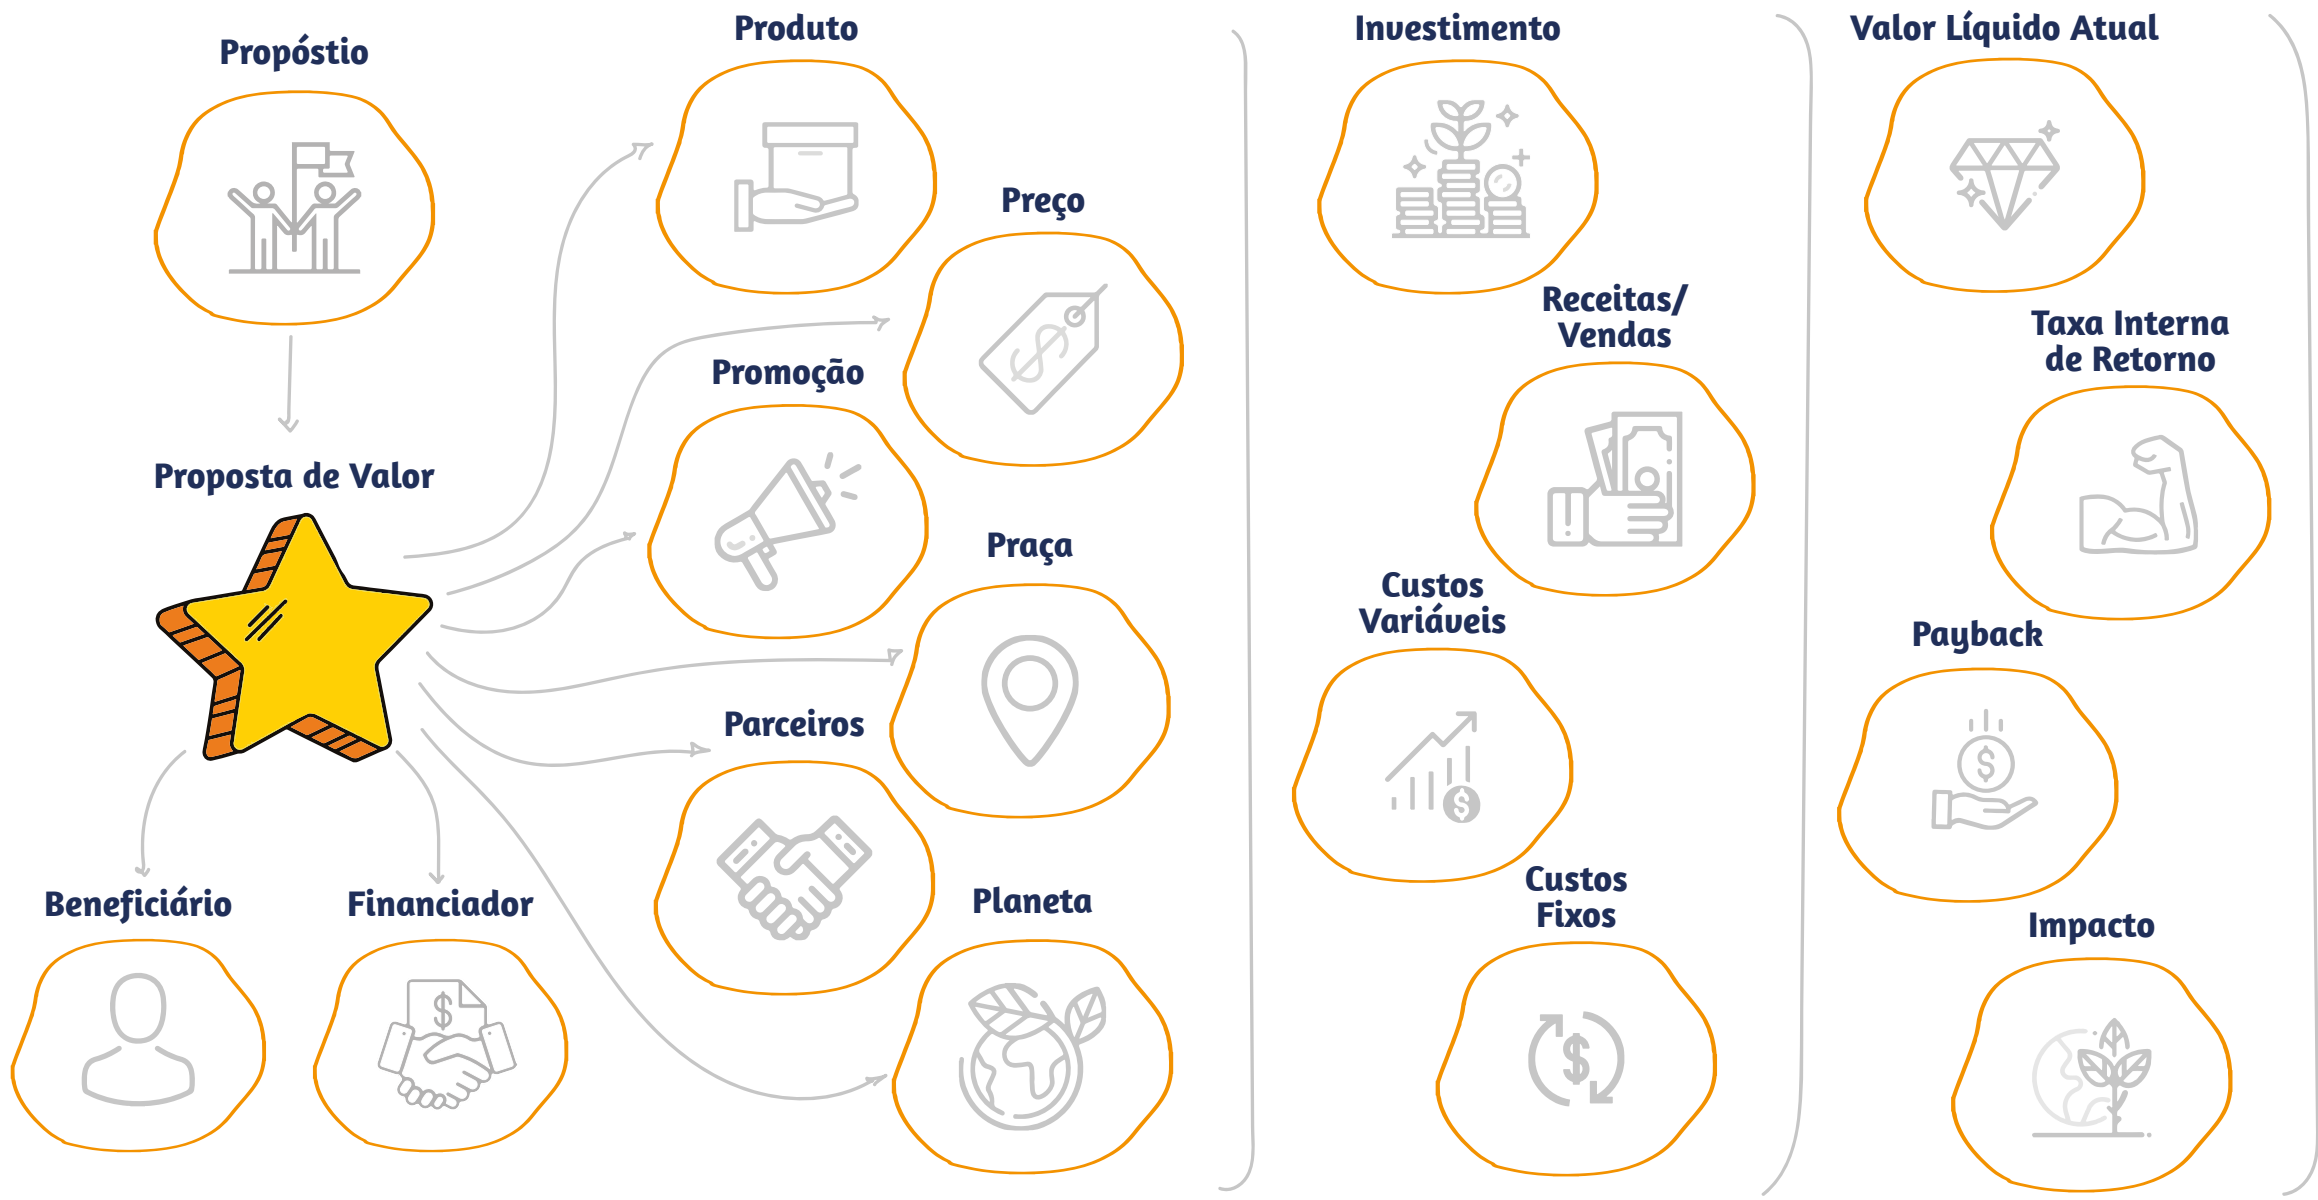 Propóstio
Proposta de Valor
Beneficiário
Financiador
Produto
Preço
Promoção
Praça
Parceiros
Planeta
Investimento
Receitas/
Vendas
Custos
Variáveis
Custos
Fixos
Valor Líquido Atual
Taxa Interna
de Retorno
Payback
Impacto